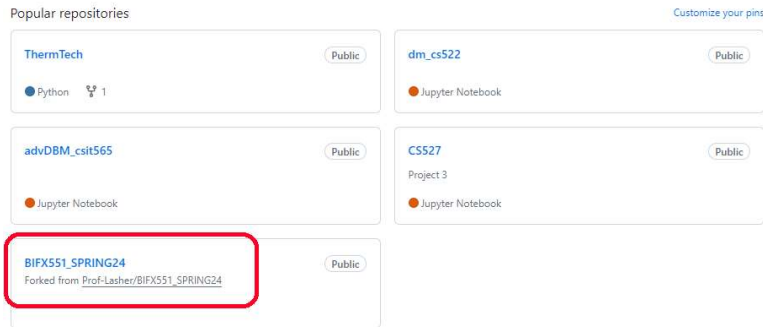 Popular repositories
Customize your pins
ThermTech
Public
Python
1
dm_cs522
Public
Jupyter Notebook
advDBM_csit565
Public
Jupyter Notebook
CS527
Public
Project 3
Jupyter Notebook
BIFX551_SPRING24
Public
Forked from Prof-Lasher/BIFX551_SPRING24